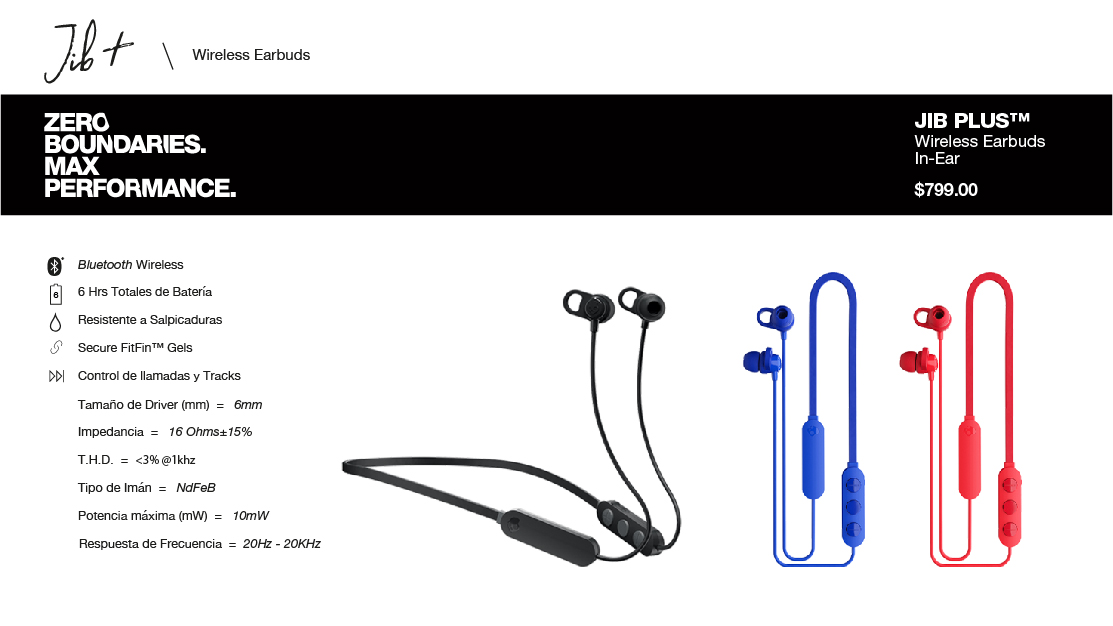 Jib+
Wireless Earbuds
ZERO
BOUNDARIES.
MAX
PERFORMANCE.
JIB PLUS™
Wireless Earbuds
In-Ear
$799.00
Bluetooth Wireless
6
6 Hrs Totales de Batería
Resistente a Salpicaduras
Secure FitFin™ Gels
Control de llamadas y Tracks
Tamaño de Driver (mm) = 6mm
Impedancia = 16 Ohms±15%
T.H.D. = <3% @1khz
Tipo de Imán = NdFeB
Potencia máxima (mW) = 10mW
Respuesta de Frecuencia = 20Hz - 20KHz